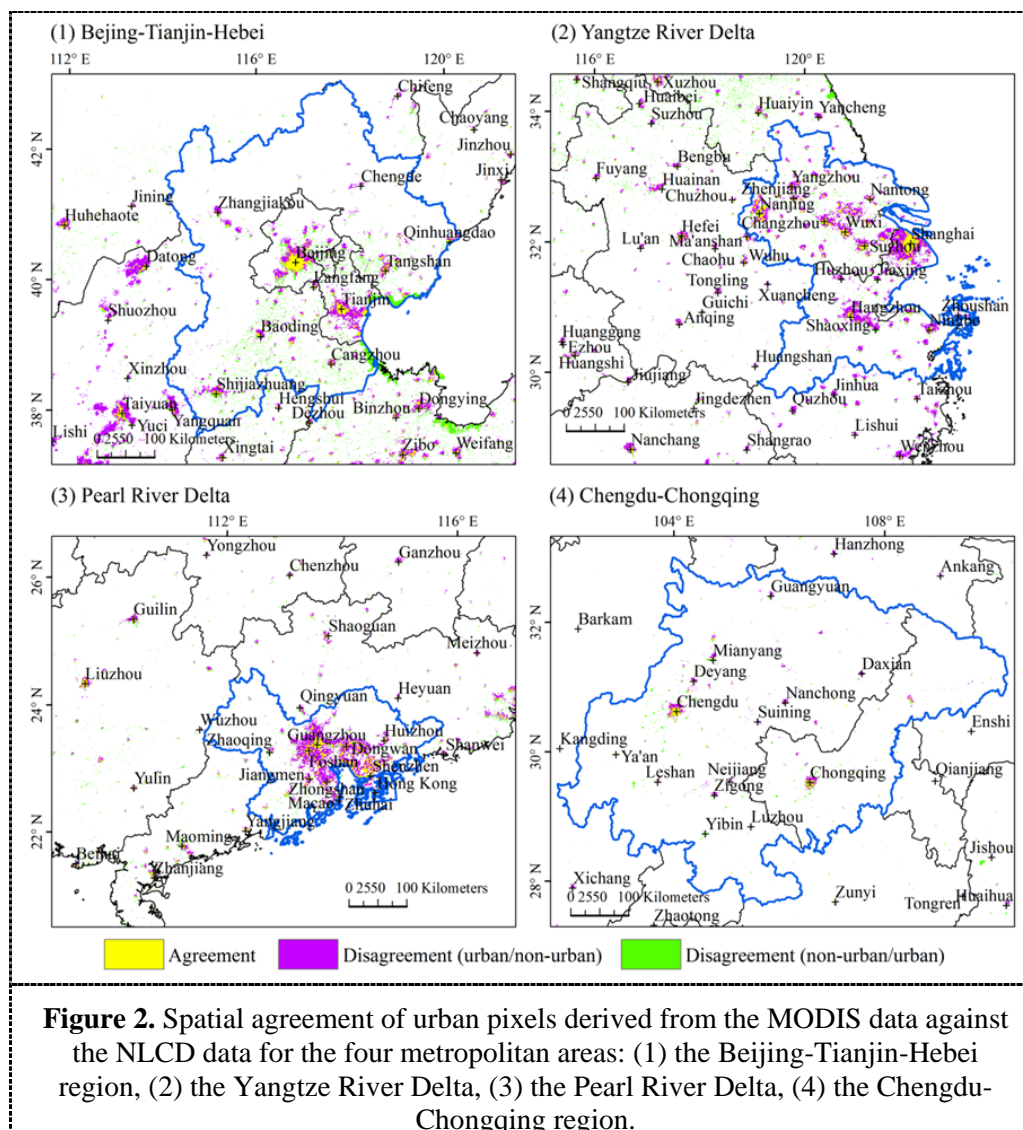 (1) Bejing-Tianjin-Hebei
112 E
116° E
120° E
42° N
40° N
38° N
Chifeng
Chaoyang
Jinzhou
Jinxi
Chengde
Jining
Zhangjiakou
Huhehaote
Qinhuangdao
Datong
Beijing
Tangshan
Langfang
Tianjin
Shuozhou
Baoding
Cangzhou
Xinzhou
Shijiazhuang
Hengshui
Dongying
Taiyuan
Dezhou
Binzhou
Yuci
Yangquan
Lishi
Zibo
Weifang
Xingtai
0 2550 100 Kilometers
(2) Yangtze River Delta
116° E
120° E
34° N
32° N
30° N
Shangqiu
Xuzhou
Huaibei
Suzhou
Huaiyin
Yancheng
Bengbu
Fuyang
Huainan
Yangzhou
Chuzhou
Zhenjiang
Nantong
Nanjing
Changzhou
Wuxi
Hefei
Shanghai
Lu'an
Ma'anshan
Suzhou
Chaohu
Wuhu
Huzhou
Jiaxing
Tongling
Xuancheng
Guichi
Hangzhou
Zhoushan
Anqing
Shaoxing
Ningbo
Huanggang
Ezhou
Huangshi
Huangshan
Jiujiang
Jinhua
Taizhou
Jingdezhen
Quzhou
Lishui
Nanchang
Shangrao
Wenzhou
0 2550 100 Kilometers
(3) Pearl River Delta
112° E
116° E
26° N
24° N
22° N
Yongzhou
Chenzhou
Ganzhou
Guilin
Shaoguan
Meizhou
Liuzhou
Qingyuan
Heyuan
Wuzhou
Guangzhou
Huizhou
Zhaoqing
Dongwan
Shanwei
Foshan
Shenzhen
Yulin
Jiangmen
Hong Kong
Zhongshan
Macao
Zhuhai
Yangjiang
Maoming
Zhanjiang
0 2550 100 Kilometers
(4) Chengdu-Chongqing
104° E
108° E
32° N
30° N
28° N
Hanzhong
Ankang
Guangyuan
Barkam
Mianyang
Daxian
Deyang
Nanchong
Chengdu
Suining
Enshi
Kangding
Ya'an
Leshan
Neijiang
Chongqing
Qianjiang
Zigong
Yibin
Luzhou
Jishou
Xichang
Zunyi
Tongren
Huaihua
Zhaotong
0 2550 100 Kilometers
Agreement
Disagreement (urban/non-urban)
Disagreement (non-urban/urban)
Figure 2. Spatial agreement of urban pixels derived from the MODIS data against
the NLCD data for the four metropolitan areas: (1) the Beijing-Tianjin-Hebei
region, (2) the Yangtze River Delta, (3) the Pearl River Delta, (4) the Chengdu-
Chongqing region.